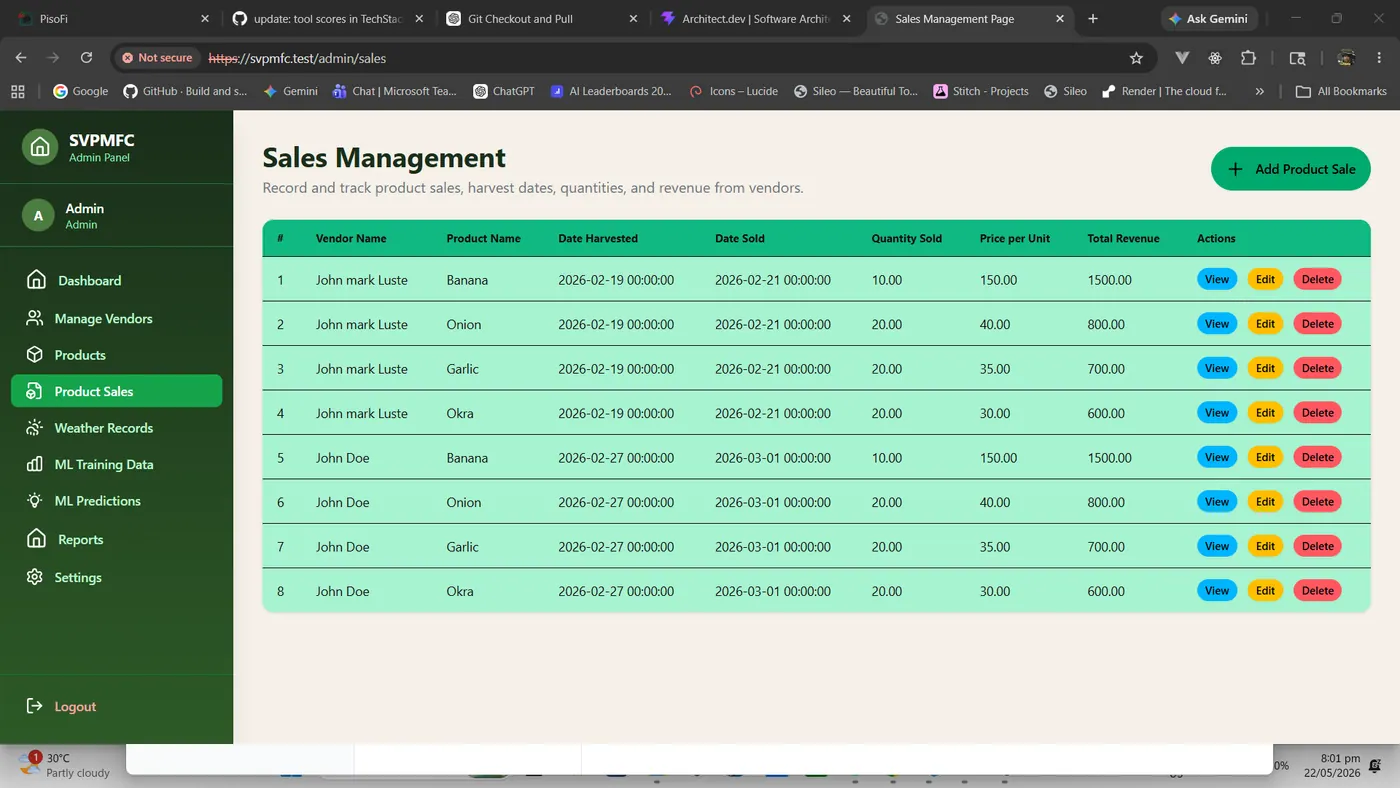 PisoFi
update: tool scores in TechStac
Git Checkout and Pull
Architect.dev | Software Archit
Sales Management Page
Ask Gemini
Not secure https://svpmfc.test/admin/sales
Google
GitHub · Build and s...
Gemini
Chat | Microsoft Tea...
ChatGPT
AI Leaderboards 20...
Icons – Lucide
Sileo — Beautiful To...
Stitch - Projects
Sileo
Render | The cloud f...
All Bookmarks
SVPMFC
Admin Panel
A
Admin
Admin
Dashboard
Manage Vendors
Products
Product Sales
Weather Records
ML Training Data
ML Predictions
Reports
Settings
Logout
Sales Management
Record and track product sales, harvest dates, quantities, and revenue from vendors.
+ Add Product Sale
# Vendor Name Product Name Date Harvested Date Sold Quantity Sold Price per Unit Total Revenue Actions
1 John mark Luste Banana 2026-02-19 00:00:00 2026-02-21 00:00:00 10.00 150.00 1500.00 View Edit Delete
2 John mark Luste Onion 2026-02-19 00:00:00 2026-02-21 00:00:00 20.00 40.00 800.00 View Edit Delete
3 John mark Luste Garlic 2026-02-19 00:00:00 2026-02-21 00:00:00 20.00 35.00 700.00 View Edit Delete
4 John mark Luste Okra 2026-02-19 00:00:00 2026-02-21 00:00:00 20.00 30.00 600.00 View Edit Delete
5 John Doe Banana 2026-02-27 00:00:00 2026-03-01 00:00:00 10.00 150.00 1500.00 View Edit Delete
6 John Doe Onion 2026-02-27 00:00:00 2026-03-01 00:00:00 20.00 40.00 800.00 View Edit Delete
7 John Doe Garlic 2026-02-27 00:00:00 2026-03-01 00:00:00 20.00 35.00 700.00 View Edit Delete
8 John Doe Okra 2026-02-27 00:00:00 2026-03-01 00:00:00 20.00 30.00 600.00 View Edit Delete
1
30°C
Partly cloudy
0%
8:01 pm
22/05/2026